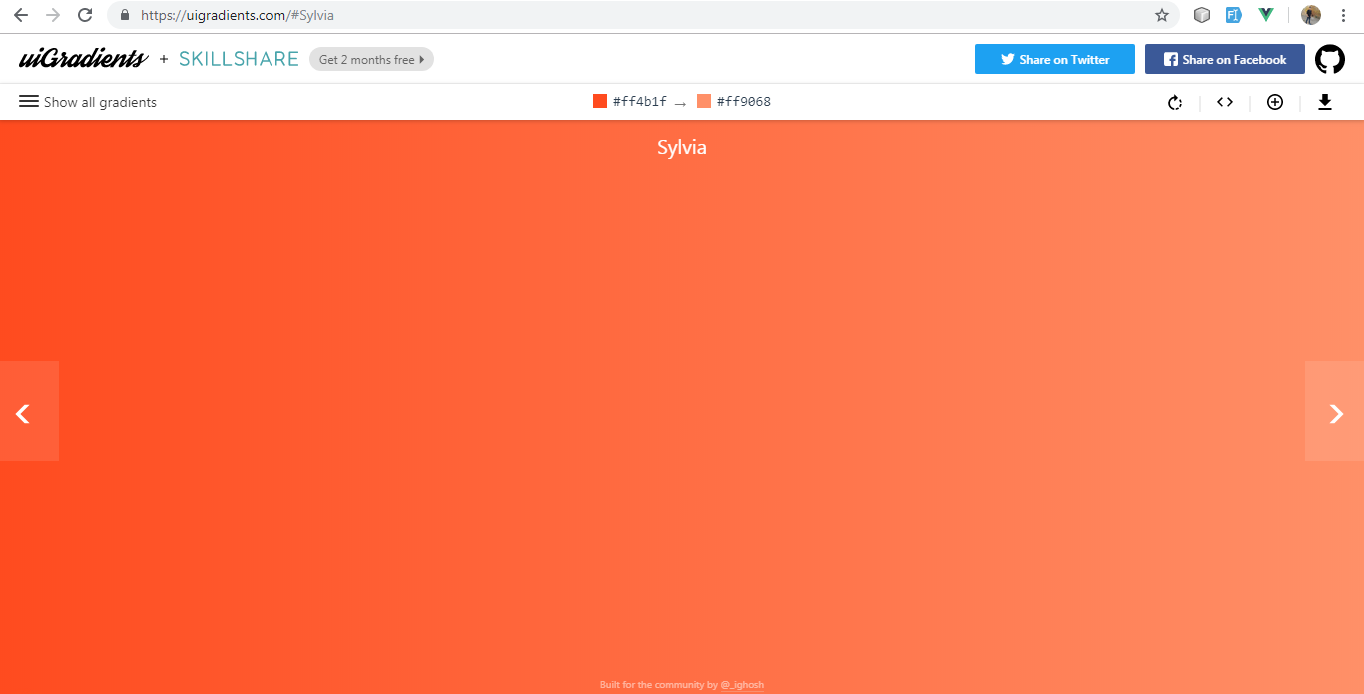 https://uigradients.com/#Sylvia
uiGradients + SKILLSHARE Get 2 months free
Share on Twitter
Share on Facebook
Show all gradients
#ff4b1f → #ff9068
Sylvia
Built for the community by @_ighosh